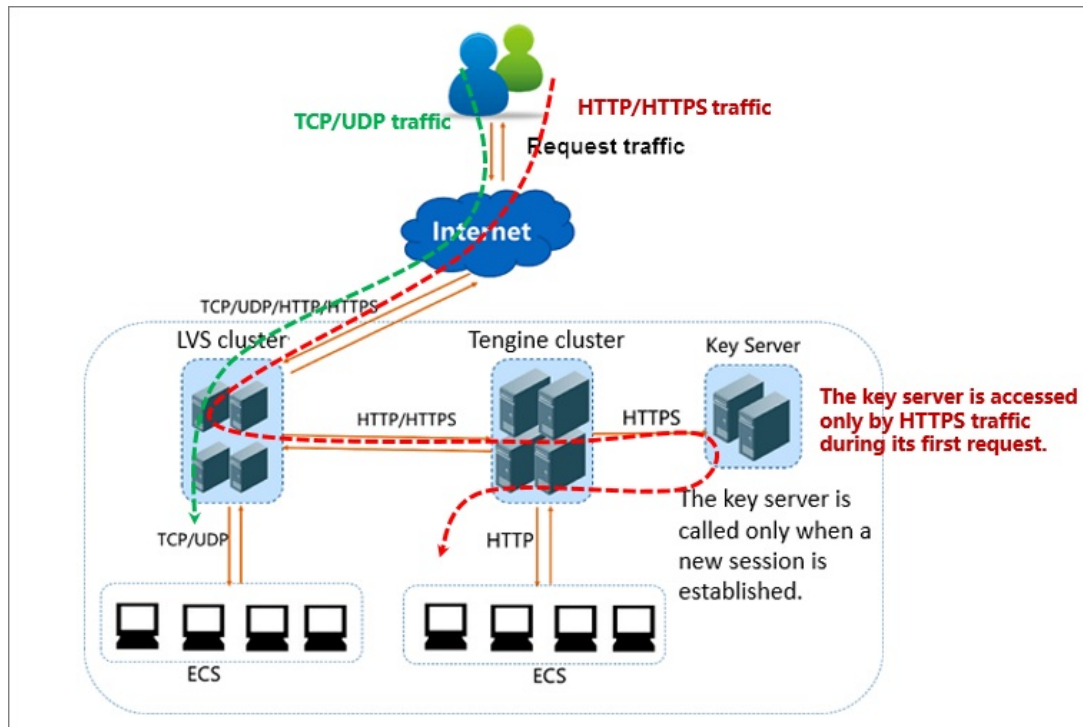 TCP/UDP traffic
HTTP/HTTPS traffic
Request traffic
Internet
TCP/UDP/HTTP/HTTPS
LVS cluster
Tengine cluster
Key Server
HTTP/HTTPS
HTTPS
The key server is accessed
only by HTTPS traffic
during its first request.
The key server is
called only when a
new session is
established.
TCP/UDP
HTTP
ECS
ECS